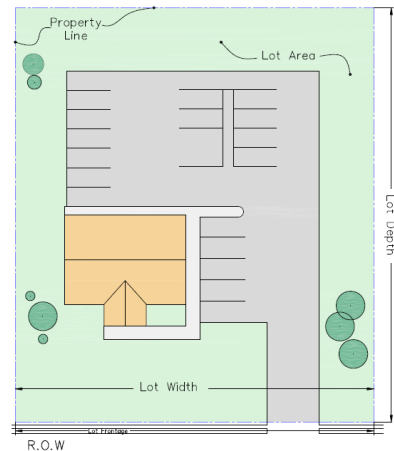 Property
Line
Lot Area
Lot Depth
Lot Width
Lot Frontage
R.O.W